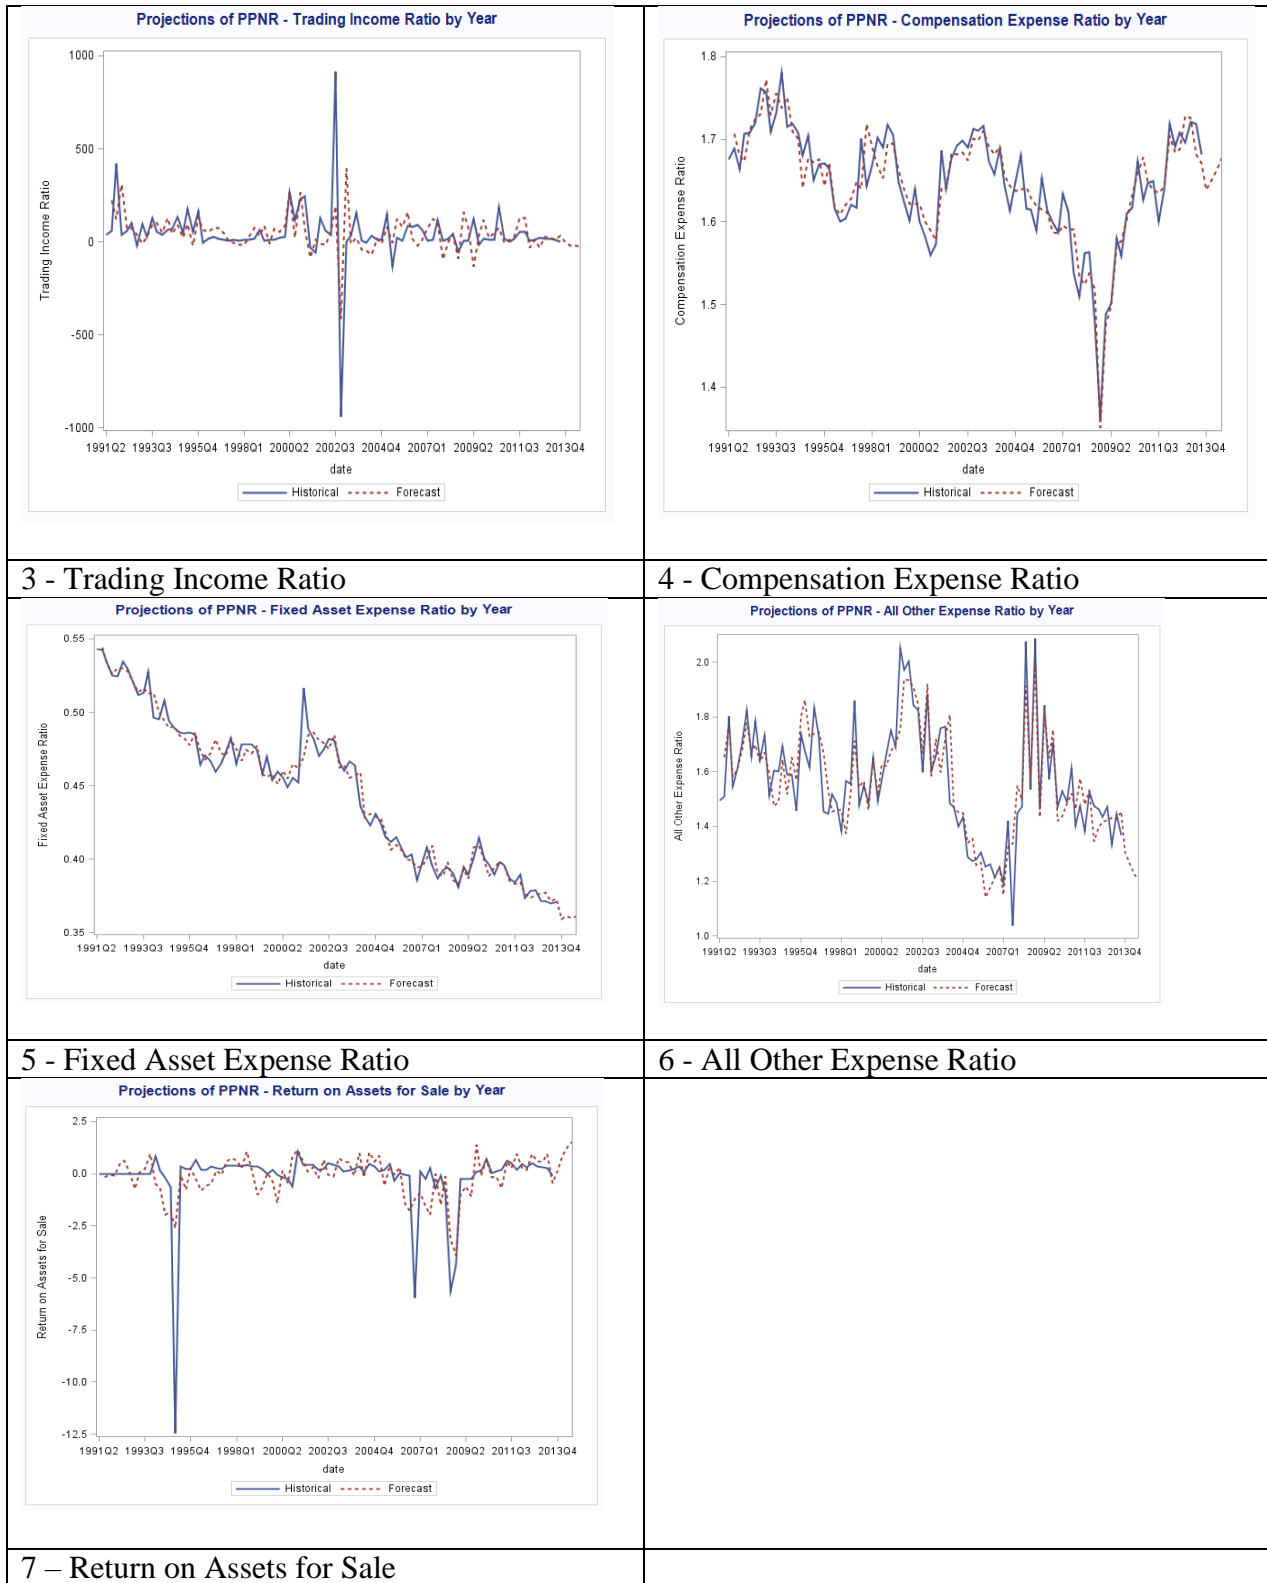 Projections of PPNR - Trading Income Ratio by Year
1000
500
0
-500
-1000
Trading Income Ratio
1991Q2 1993Q3 1995Q4 1998Q1 2000Q2 2002Q3 2004Q4 2007Q1 2009Q2 2011Q3 2013Q4
date
Historical Forecast
3 - Trading Income Ratio
Projections of PPNR - Compensation Expense Ratio by Year
1.8
1.7
1.6
1.5
1.4
Compensation Expense Ratio
1991Q2 1993Q3 1995Q4 1998Q1 2000Q2 2002Q3 2004Q4 2007Q1 2009Q2 2011Q3 2013Q4
date
Historical Forecast
4 - Compensation Expense Ratio
Projections of PPNR - Fixed Asset Expense Ratio by Year
0.55
0.50
0.45
0.40
0.35
Fixed Asset Expense Ratio
1991Q2 1993Q3 1995Q4 1998Q1 2000Q2 2002Q3 2004Q4 2007Q1 2009Q2 2011Q3 2013Q4
date
Historical Forecast
5 - Fixed Asset Expense Ratio
Projections of PPNR - All Other Expense Ratio by Year
2.0
1.8
1.6
1.4
1.2
1.0
All Other Expense Ratio
1991Q2 1993Q3 1995Q4 1998Q1 2000Q2 2002Q3 2004Q4 2007Q1 2009Q2 2011Q3 2013Q4
date
Historical Forecast
6 - All Other Expense Ratio
Projections of PPNR - Return on Assets for Sale by Year
2.5
0.0
-2.5
-5.0
-7.5
-10.0
-12.5
Return on Assets for Sale
1991Q2 1993Q3 1995Q4 1998Q1 2000Q2 2002Q3 2004Q4 2007Q1 2009Q2 2011Q3 2013Q4
date
Historical Forecast
7 – Return on Assets for Sale